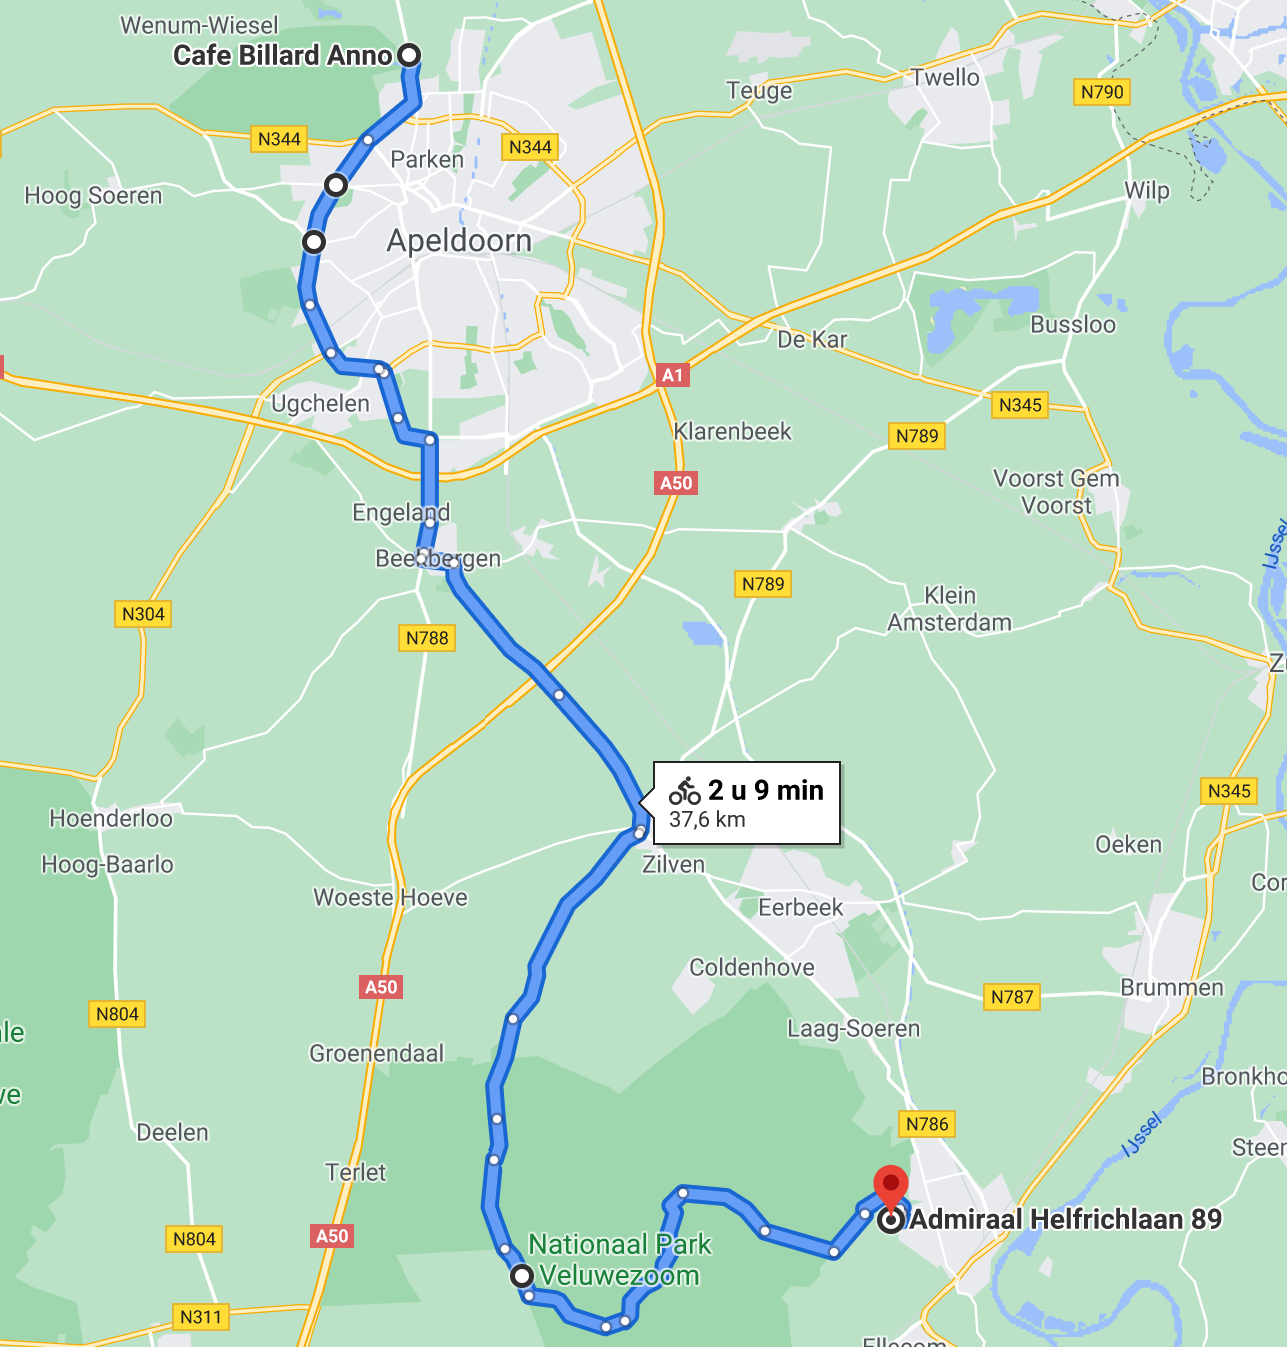 Wenum-Wiesel
Cafe Billard Anno
Twello
Teuge
N790
N344
N344
Parken
Hoog Soeren
Wilp
Apeldoorn
Bussloo
De Kar
A1
Ugchelen
N345
Klarenbeek
N789
A50
Voorst Gem
Voorst
Engeland
IJssel
Beekbergen
N789
Klein
Amsterdam
N304
N788
2 u 9 min
37,6 km
N345
Hoenderloo
Oeken
Hoog-Baarlo
Zilven
Woeste Hoeve
Eerbeek
Coldenhove
A50
Brummen
N787
N804
Laag-Soeren
Groenendaal
N786
Deelen
IJssel
Terlet
Admiraal Helfrichlaan 89
A50
N804
Nationaal Park
Veluwezoom
N311
Ellecom